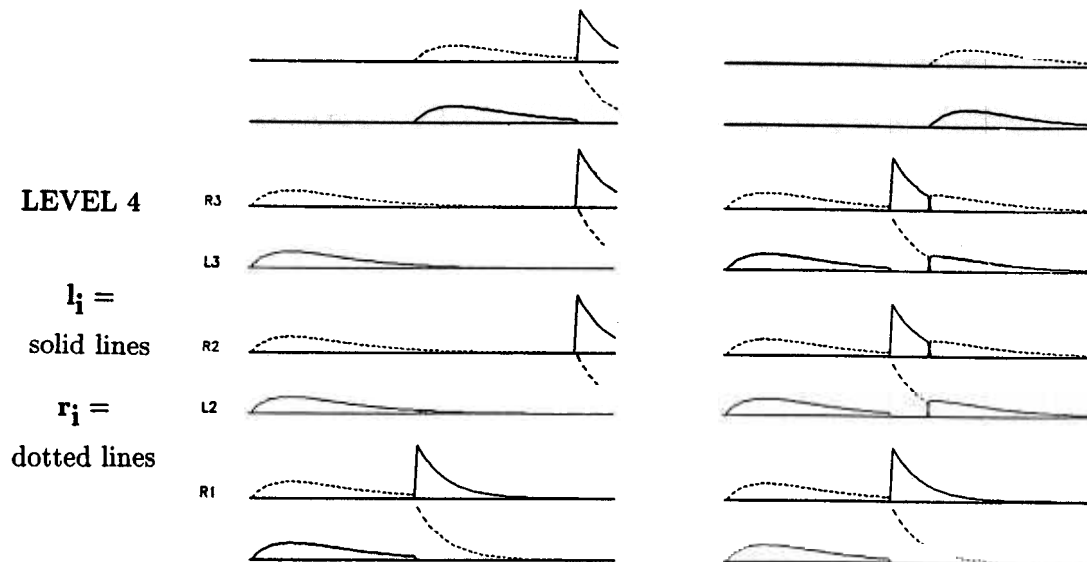 LEVEL 4
R3
L3
l_i =
solid lines
R2
r_i =
L2
dotted lines
R1